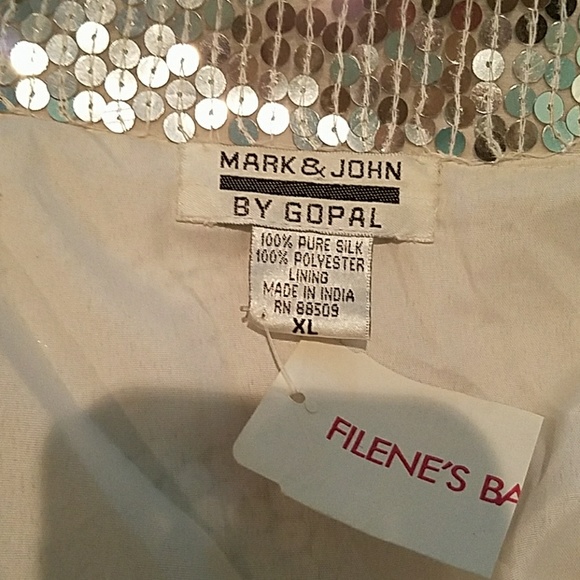 MARK & JOHN
BY GOPAL
100% PURE SILK
100% POLYESTER
LINING
MADE IN INDIA
RN 88509
XL
FILENE'S BA